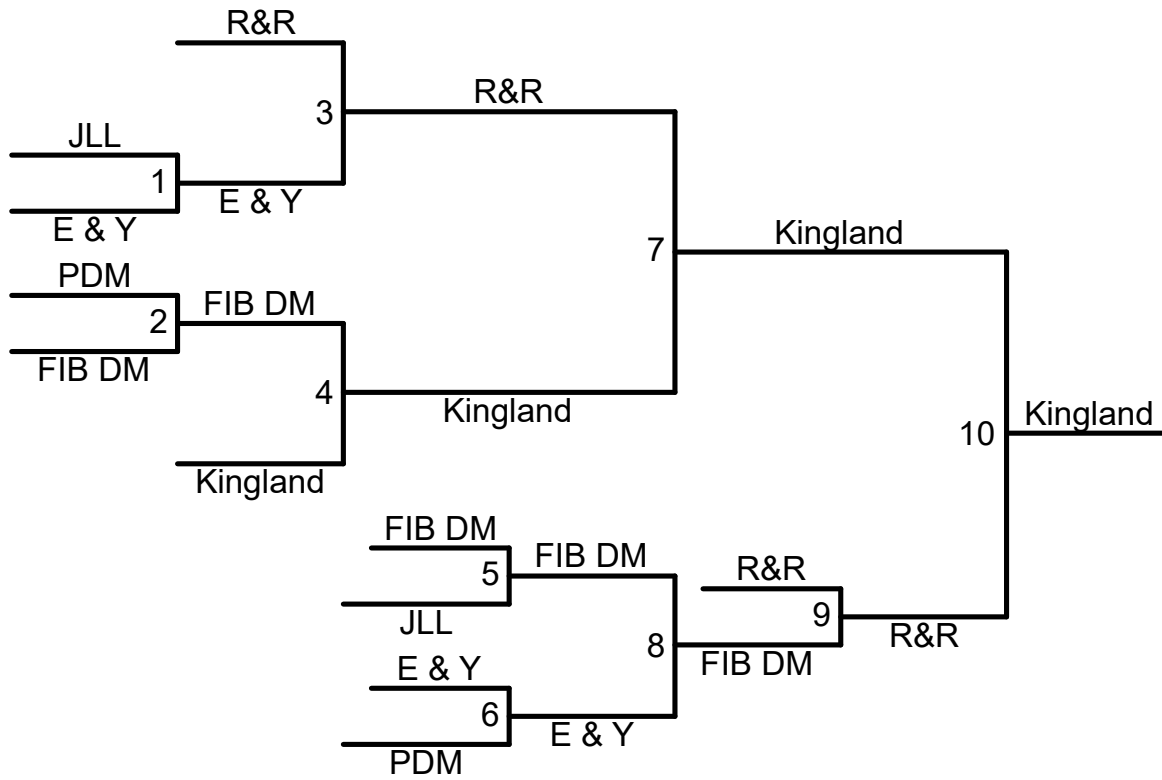 R&R
R&R
3
JLL
1
E & Y
E & Y
Kingland
7
PDM
FIB DM
2
FIB DM
4
Kingland
Kingland
10
Kingland
FIB DM
FIB DM
5
R&R
JLL
9
R&R
8
FIB DM
E & Y
6
E & Y
PDM